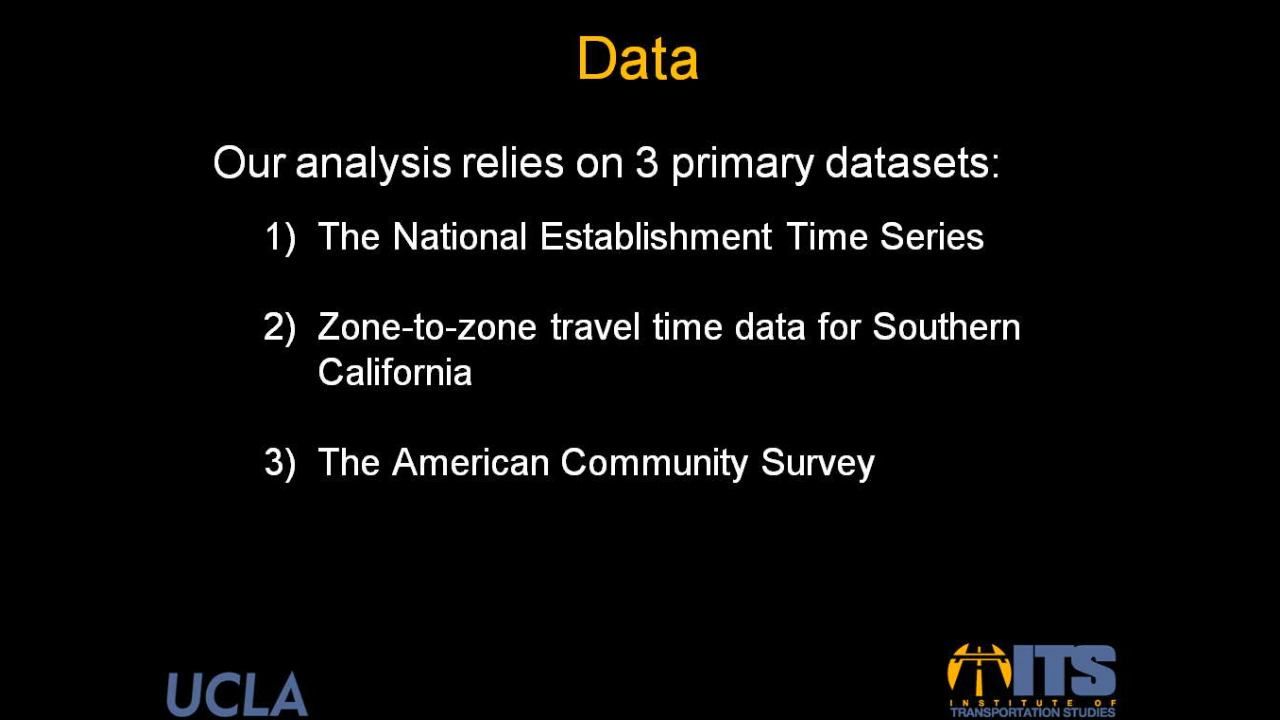 Data
Our analysis relies on 3 primary datasets:
1) The National Establishment Time Series
2) Zone-to-zone travel time data for Southern
California
3) The American Community Survey
UCLA
ITS
INSTITUTE OF
TRANSPORTATION STUDIES